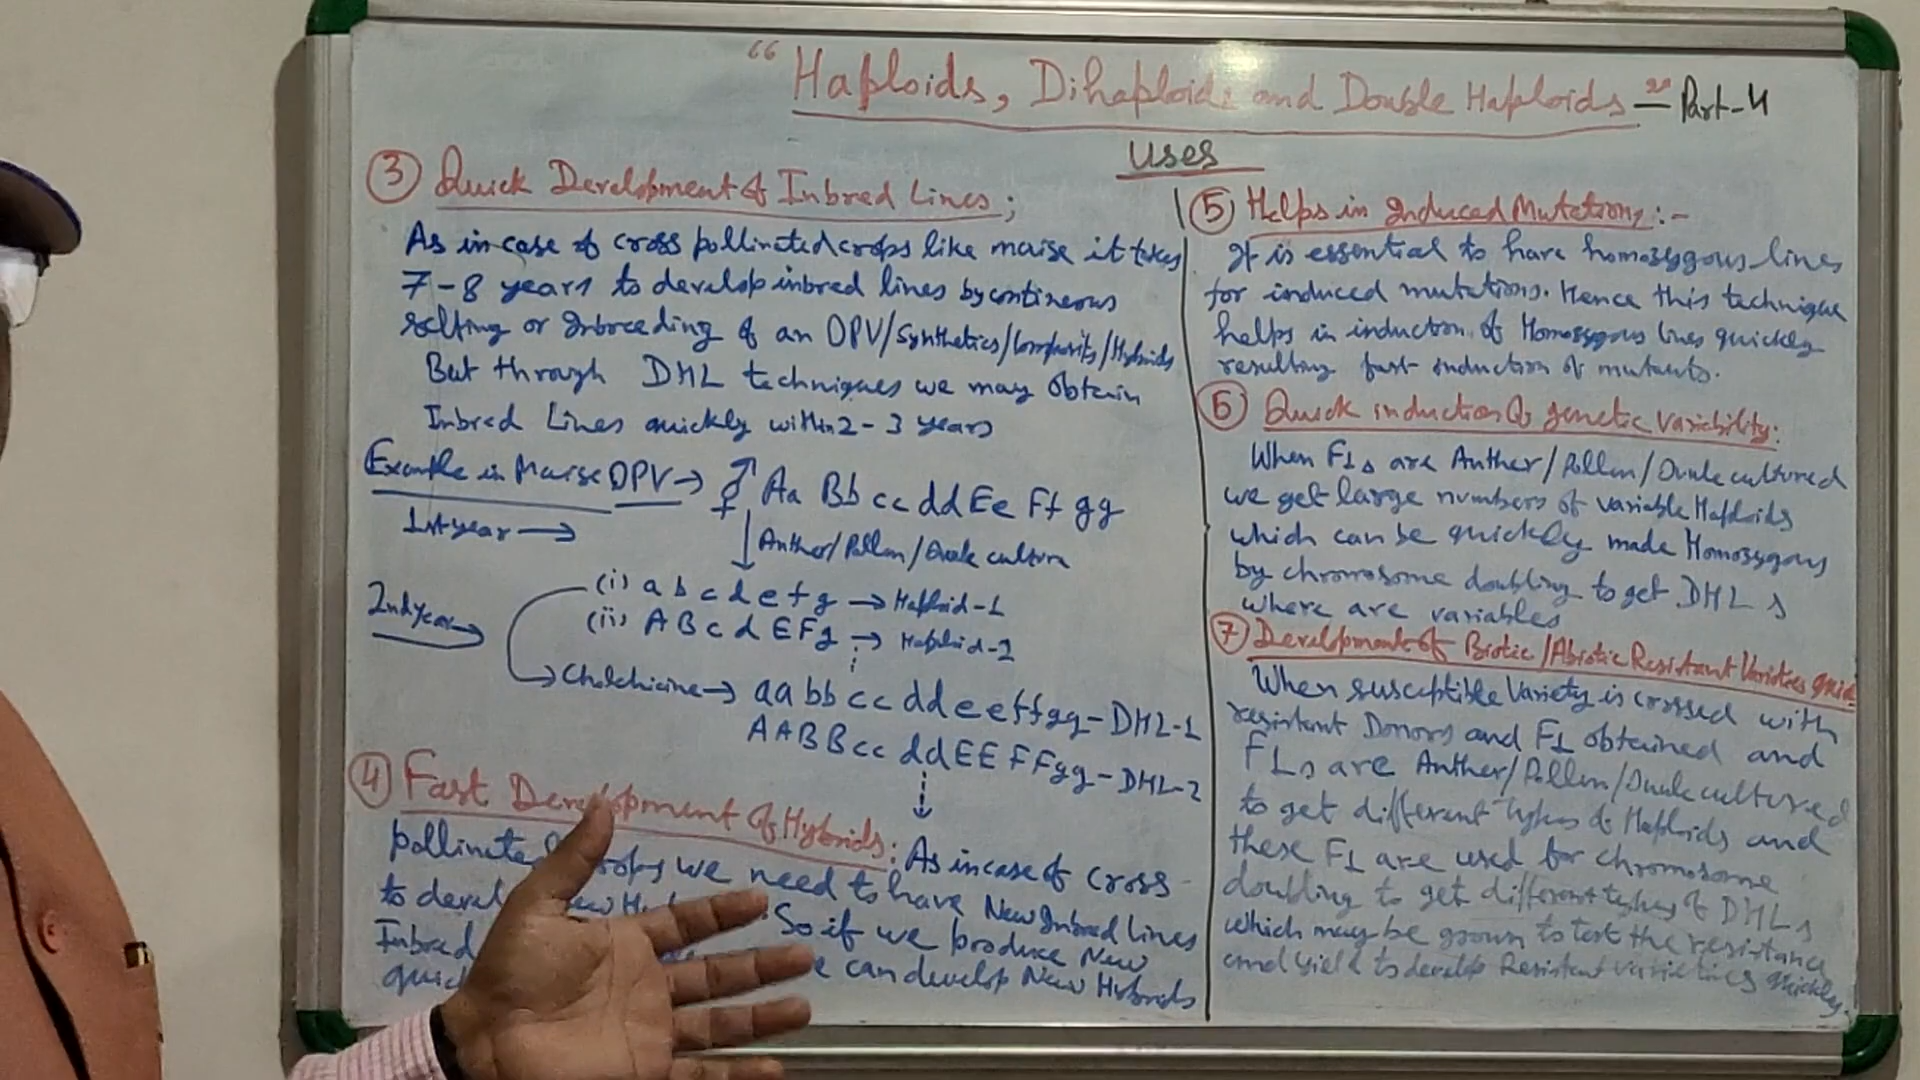 “Haploids, Dihaploids and Double Haploids” – Part-4
Uses
③ Quick Development of Inbred Lines;
As in case of cross pollinated crops like maise it takes
7-8 years to develop inbred lines by contineous
selfing or Inbreeding of an OPV/Synthetics/Composits/Hybrids
But through DHL techniques we may obtain
Inbred Lines quickly within 2-3 years
Example in Maise OPV → Aa Bb cc dd Ee Ff gg
1st year →
Anther/Pollen/Ovule culture
(i) a b c d e f g → Haploid-1
2nd year →
(ii) A B c d E F g → Haploid-2
Cholchicine → aa bb cc dd ee ff gg – DHL-1
AA BB cc dd EE FF gg – DHL-2
④ Fast Development of Hybrids: As in case of cross
pollinated crops we need to have New Inbred lines
to devel So if we produce New
Inbred can develop New Hybrids
quic
⑤ Helps in Induced Mutations:-
It is essential to have homozygous lines
for induced mutations. Hence this technique
helps in induction of Homozygous lines quickly
resulting fast induction of mutants.
⑥ Quick induction of genetic variability:
When F1s are Anther/Pollen/Ovule cultured
we get large numbers of variable Haploids
which can be quickly made Homozygous
by chromosome doubling to get DHLs
where are variables
⑦ Development of Biotic/Abiotic Resistant Varieties quic
When susceptible Variety is crossed with
resistant Donors and F1 obtained and
F1s are Anther/Pollen/Ovule cultured
to get different types of Haploids and
these F1 are used for chromosome
doubling to get different types of DHLs
which may be grown to test the resistance
and yield to develop Resistant varieties quickly.